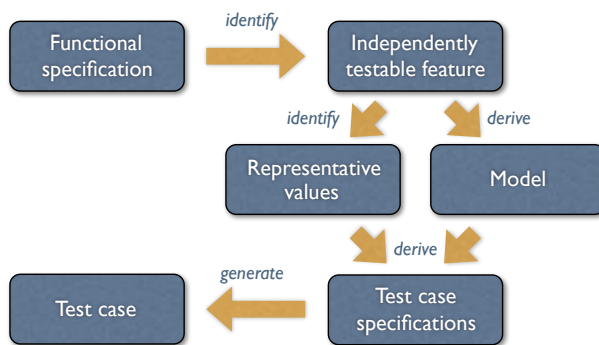 identify
Functional
specification
Independently
testable feature
identify
derive
Representative
values
Model
derive
generate
Test case
Test case
specifications